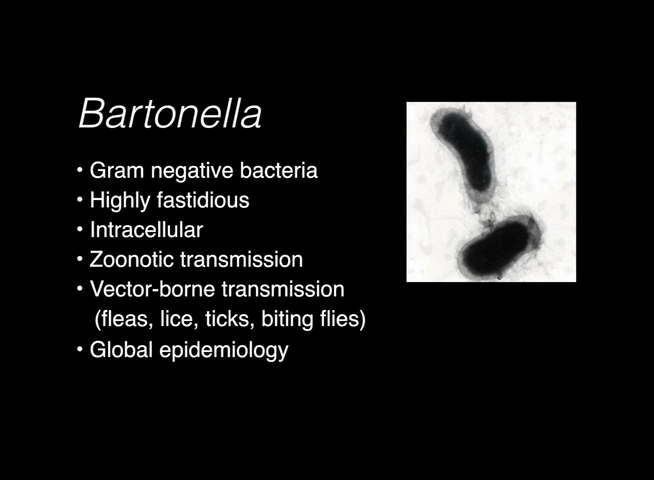 Bartonella
• Gram negative bacteria
• Highly fastidious
• Intracellular
• Zoonotic transmission
• Vector-borne transmission
(fleas, lice, ticks, biting flies)
• Global epidemiology